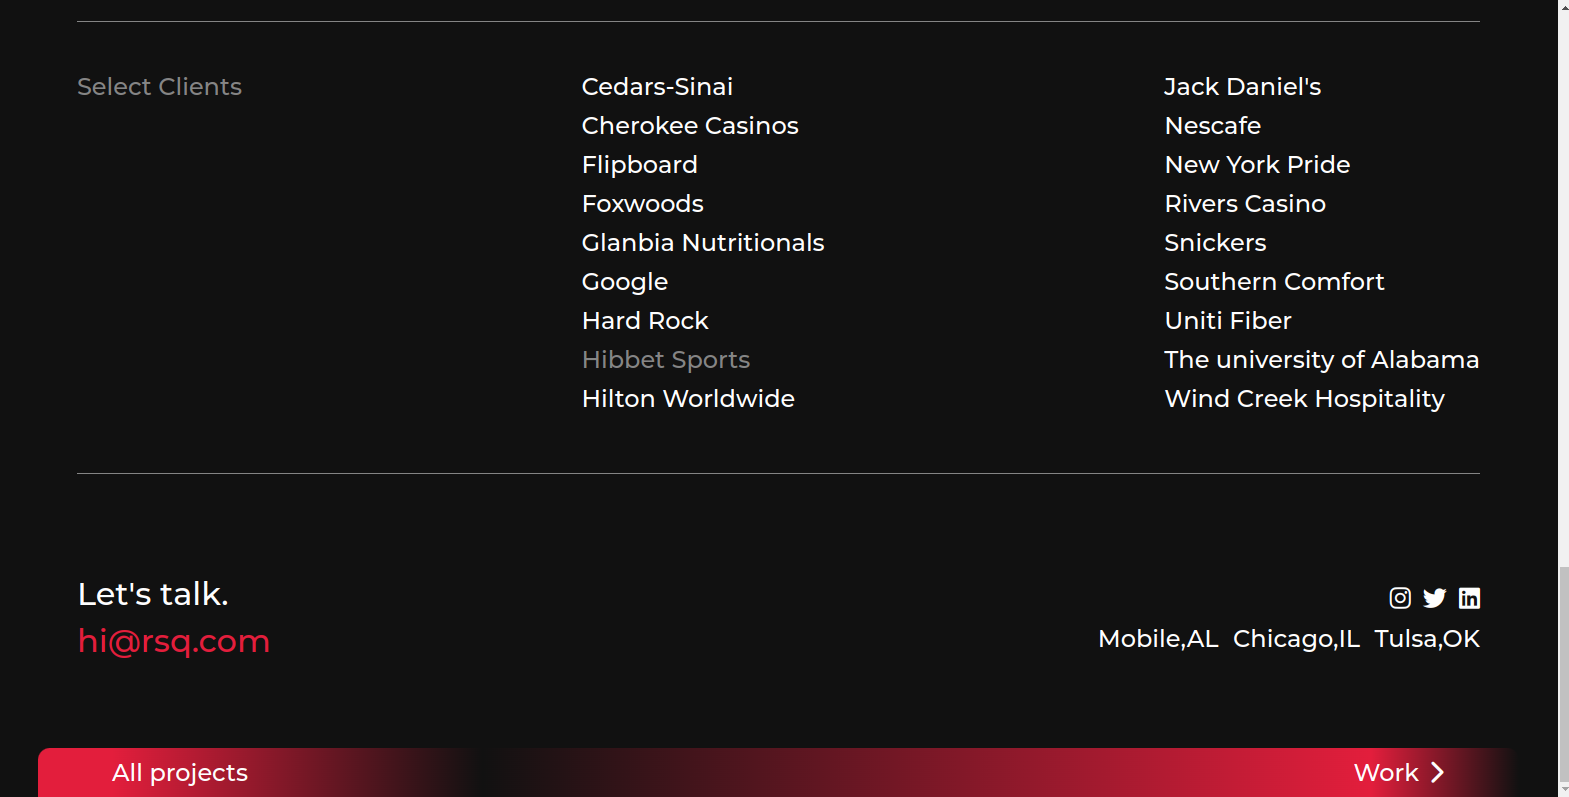 Select Clients
Cedars-Sinai
Cherokee Casinos
Flipboard
Foxwoods
Glanbia Nutritionals
Google
Hard Rock
Hibbet Sports
Hilton Worldwide
Jack Daniel's
Nescafe
New York Pride
Rivers Casino
Snickers
Southern Comfort
Uniti Fiber
The university of Alabama
Wind Creek Hospitality
Let's talk.
hi@rsq.com
Mobile,AL Chicago,IL Tulsa,OK
All projects
Work